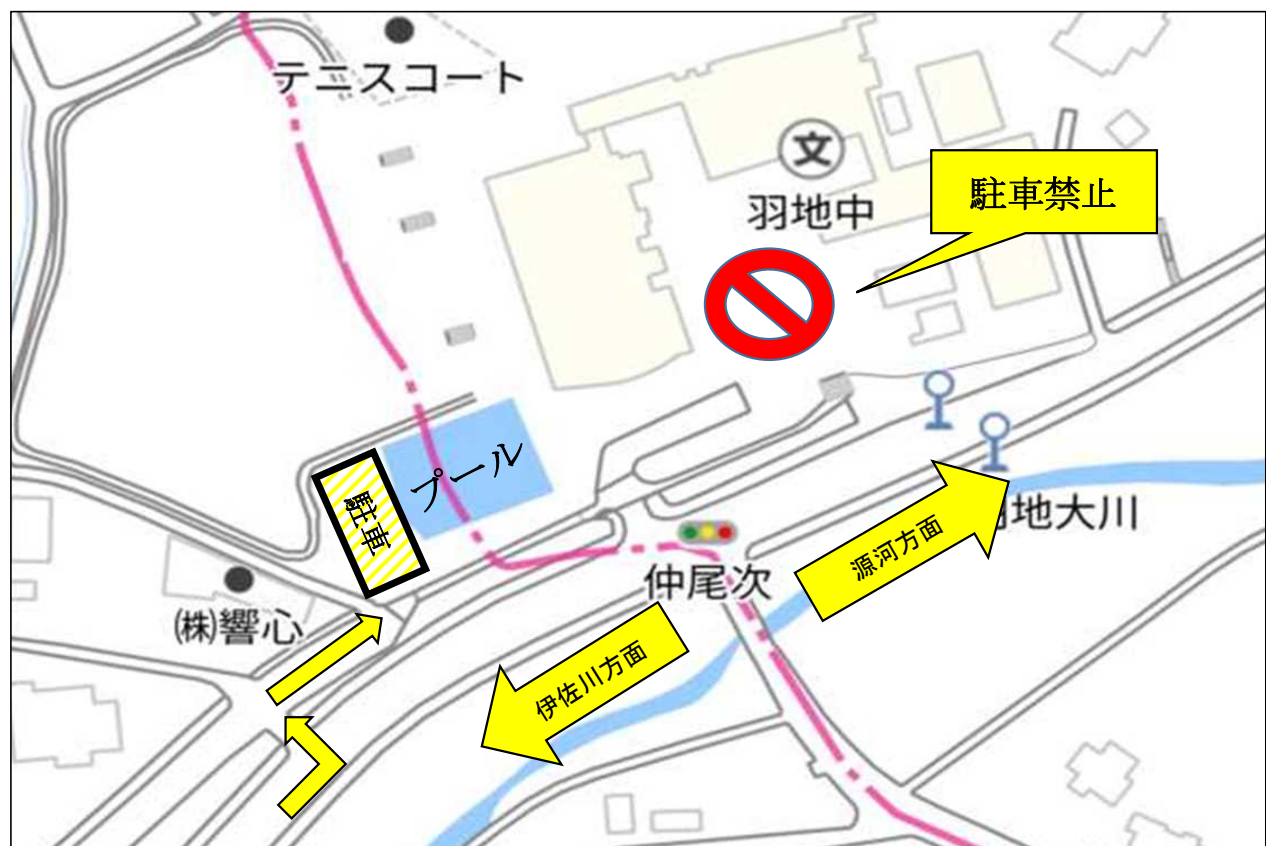 テニスコート
文
羽地中
駐車禁止
プール
駐車
地大川
源河方面
仲尾次
㈱響心
伊佐川方面